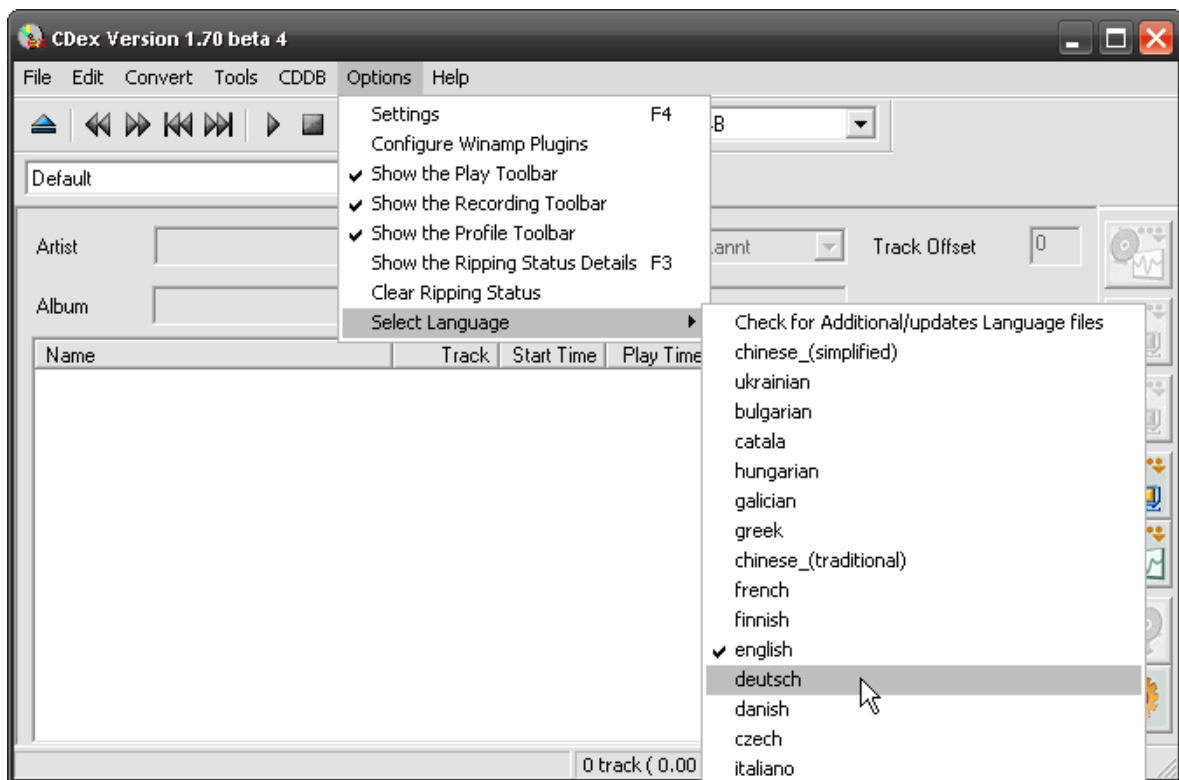 CDex Version 1.70 beta 4
File Edit Convert Tools CDDB Options Help
Settings F4
Configure Winamp Plugins
Show the Play Toolbar
Show the Recording Toolbar
Show the Profile Toolbar
Show the Ripping Status Details F3
Clear Ripping Status
Select Language
Default
Artist
Track Offset 0
Album
Name Track Start Time Play Time
Check for Additional/updates Language files
chinese_(simplified)
ukrainian
bulgarian
catala
hungarian
galician
greek
chinese_(traditional)
french
finnish
english
deutsch
danish
czech
italiano
0 track ( 0.00